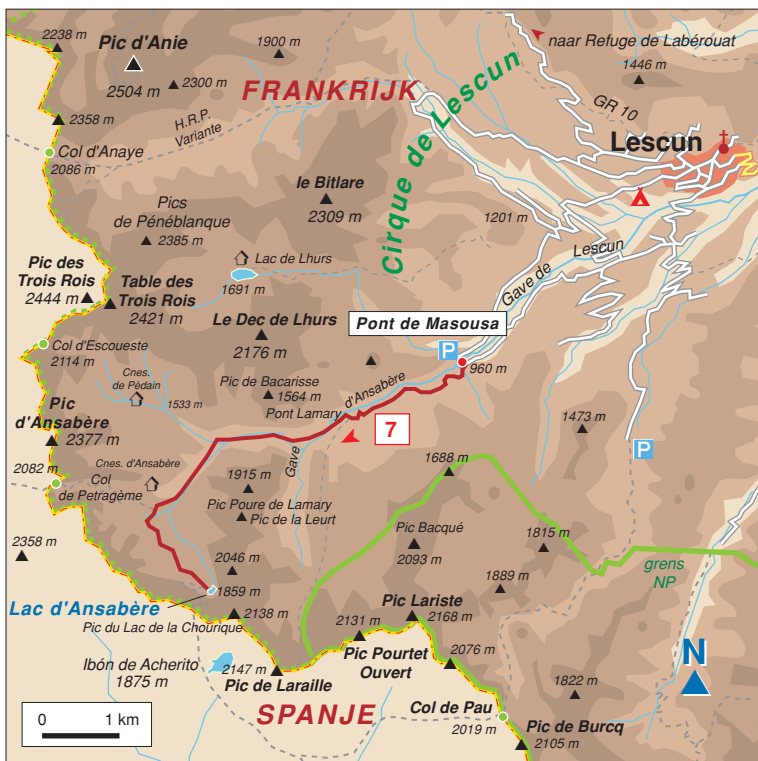 2238 m
Pic d'Anie
2504 m
2300 m
1900 m
naar Refuge de Labérouat
1446 m
FRANKRIJK
GR 10
2358 m
H.R.P.
Variante
Cirque de Lescun
Lescun
Col d'Anaye
2086 m
le Bitlare
2309 m
Pics
de Pénéblanque
2385 m
1201 m
Gave de
Lescun
Lac de Lhurs
1691 m
Pic des
Trois Rois
2444 m
Table des
Trois Rois
2421 m
Le Dec de Lhurs
2176 m
Pont de Masousa
P
960 m
Col d'Escoueste
2114 m
Cnes.
de Pèdain
1533 m
Pic de Bacarisse
1564 m
Pont Lamary
d'Ansabère
Gave
7
Pic
d'Ansabère
2377 m
1473 m
P
2082 m
Col
de Petragème
Cnes. d'Ansabère
1915 m
Pic Poure de Lamary
Pic de la Leurt
1688 m
Pic Bacqué
2093 m
1815 m
2358 m
2046 m
1859 m
1889 m
grens
NP
Lac d'Ansabère
2138 m
Pic du Lac de la Chourique
Pic Lariste
2168 m
2131 m
Pic Pourtet
Ouvert
2076 m
N
Ibón de Acherito
1875 m
2147 m
Pic de Laraille
1822 m
SPANJE
Col de Pau
2019 m
Pic de Burcq
2105 m
0 1 km